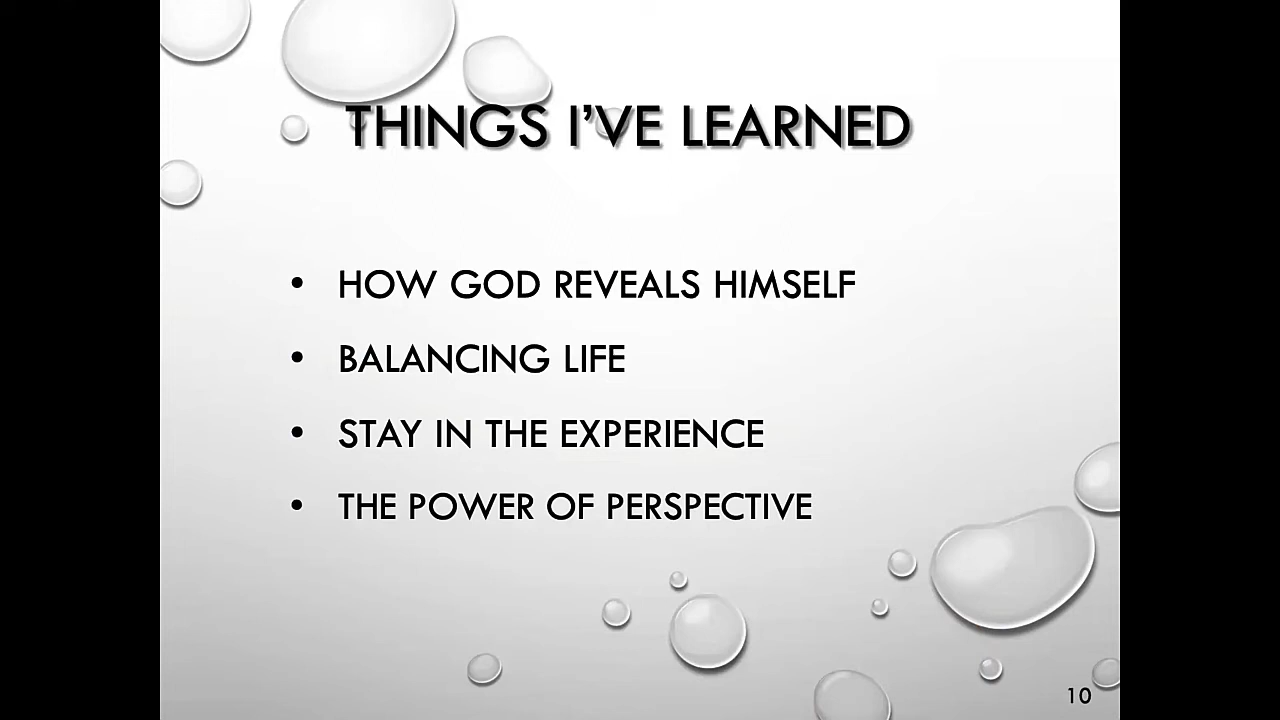 THINGS I’VE LEARNED
• HOW GOD REVEALS HIMSELF
• BALANCING LIFE
• STAY IN THE EXPERIENCE
• THE POWER OF PERSPECTIVE
10